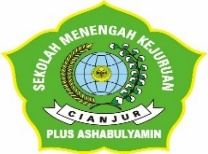 SEKOLAH MENENGAH KEJURUAN
CIANJUR
PLUS ASHABULYAMIN